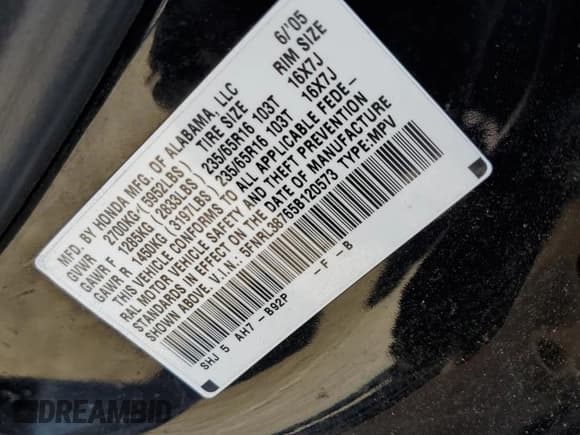 MFD. BY HONDA MFG. OF ALABAMA, LLC 6/'05
GVWR 2700KG (5952LBS) TIRE SIZE RIM SIZE
GAWR F 1285KG (2833LBS) 235/65R16 103T 16X7J
GAWR R 1450KG (3197LBS) 235/65R16 103T 16X7J
THIS VEHICLE CONFORMS TO ALL APPLICABLE FEDE-
RAL MOTOR VEHICLE SAFETY AND THEFT PREVENTION
STANDARDS IN EFFECT ON THE DATE OF MANUFACTURE
SHOWN ABOVE. V.I.N.: 5FNRL38765B120573 TYPE:MPV
SHJ 5 AH7 -B92P -F -B
DREAMBID